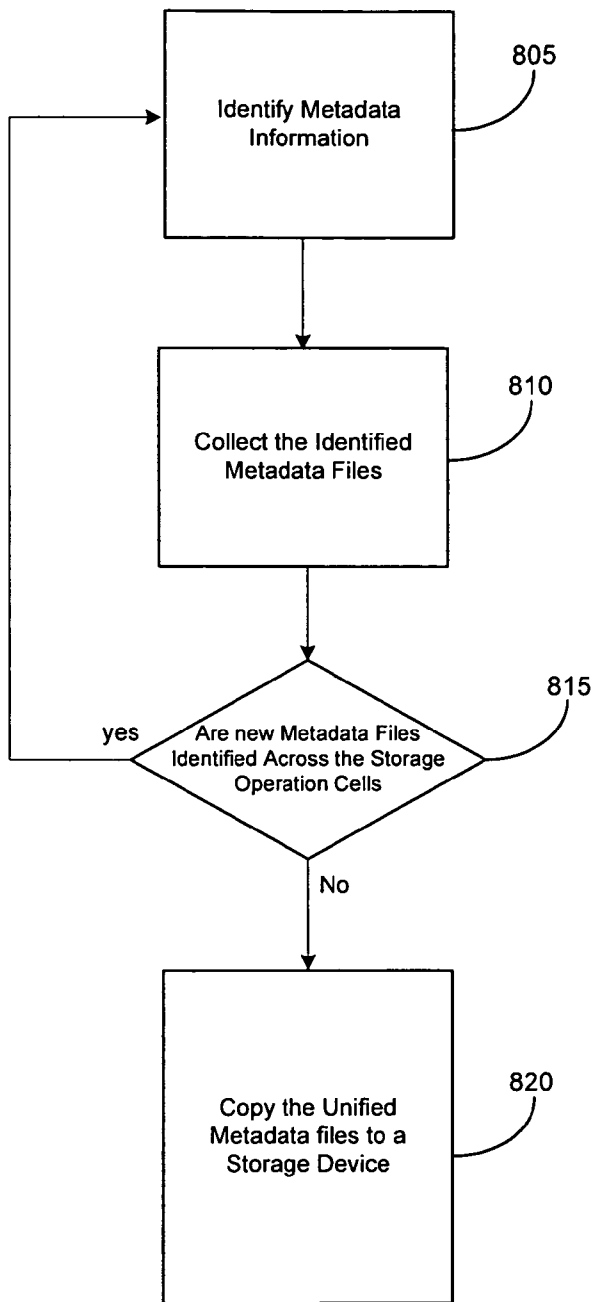 805
Identify Metadata
Information
810
Collect the Identified
Metadata Files
815
yes
Are new Metadata Files
Identified Across the Storage
Operation Cells
No
820
Copy the Unified
Metadata files to a
Storage Device